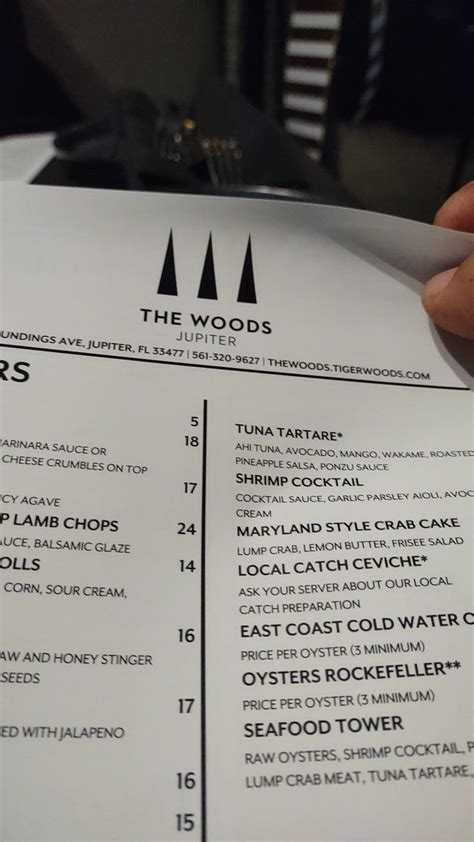 THE WOODS
JUPITER
UNDINGS AVE, JUPITER, FL 33477 | 561-320-9627 | THEWOODS.TIGERWOODS.COM
RS
5
18
ARINARA SAUCE OR
CHEESE CRUMBLES ON TOP
17
CY AGAVE
P LAMB CHOPS
24
AUCE, BALSAMIC GLAZE
OLLS
14
CORN, SOUR CREAM,
16
AW AND HONEY STINGER
SEEDS
17
ED WITH JALAPENO
16
15
TUNA TARTARE*
AHI TUNA, AVOCADO, MANGO, WAKAME, ROASTED
PINEAPPLE SALSA, PONZU SAUCE
SHRIMP COCKTAIL
COCKTAIL SAUCE, GARLIC PARSLEY AIOLI, AVOC
CREAM
MARYLAND STYLE CRAB CAKE
LUMP CRAB, LEMON BUTTER, FRISEE SALAD
LOCAL CATCH CEVICHE*
ASK YOUR SERVER ABOUT OUR LOCAL
CATCH PREPARATION
EAST COAST COLD WATER
PRICE PER OYSTER (3 MINIMUM)
OYSTERS ROCKEFELLER**
PRICE PER OYSTER (3 MINIMUM)
SEAFOOD TOWER
RAW OYSTERS, SHRIMP COCKTAIL, P
LUMP CRAB MEAT, TUNA TARTARE,